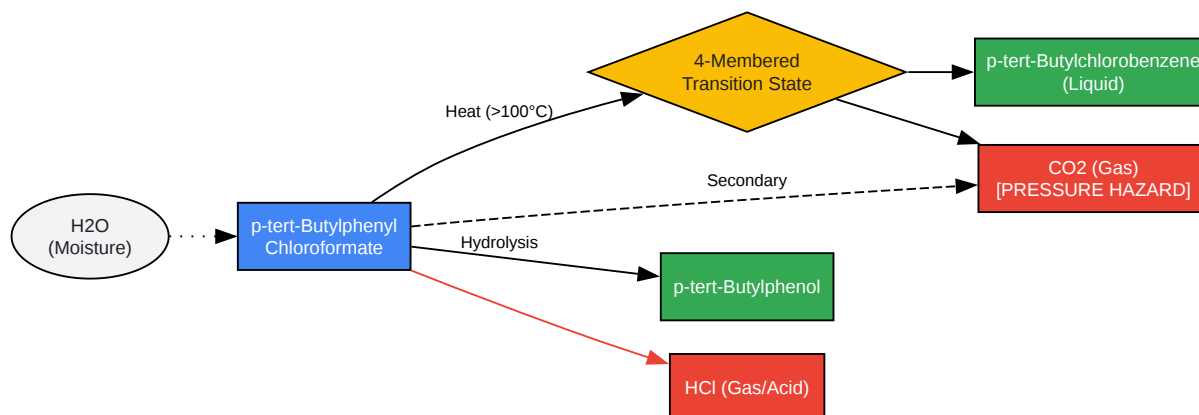 4-Membered
Transition State
p-tert-Butylchlorobenzene
(Liquid)
Heat (>100°C)
CO2 (Gas)
[PRESSURE HAZARD]
Secondary
H2O
(Moisture)
p-tert-Butylphenyl
Chloroformate
Hydrolysis
p-tert-Butylphenol
HCl (Gas/Acid)